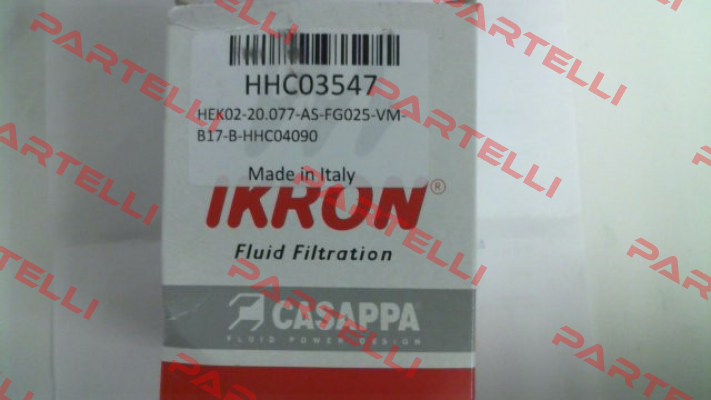 HHC03547
HEK02-20.077-AS-FG025-VM-
B17-B-HHC04090
Made in Italy
IKRON®
Fluid Filtration
CASAPPA
FLUID POWER DESIGN
PARTELLI
PARTELLI
PARTELLI
PARTELLI
PARTELLI
PARTELLI
PARTELLI
PARTELLI
PARTELLI